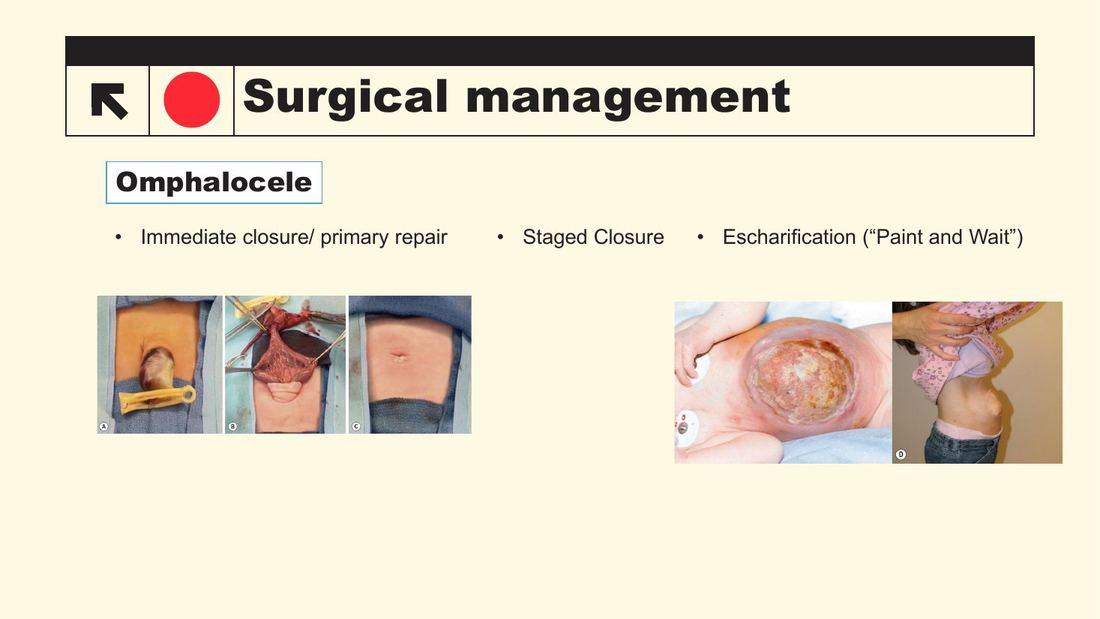 Surgical management
Omphalocele
• Immediate closure/ primary repair
• Staged Closure
• Escharification (“Paint and Wait”)
A
B
C
D